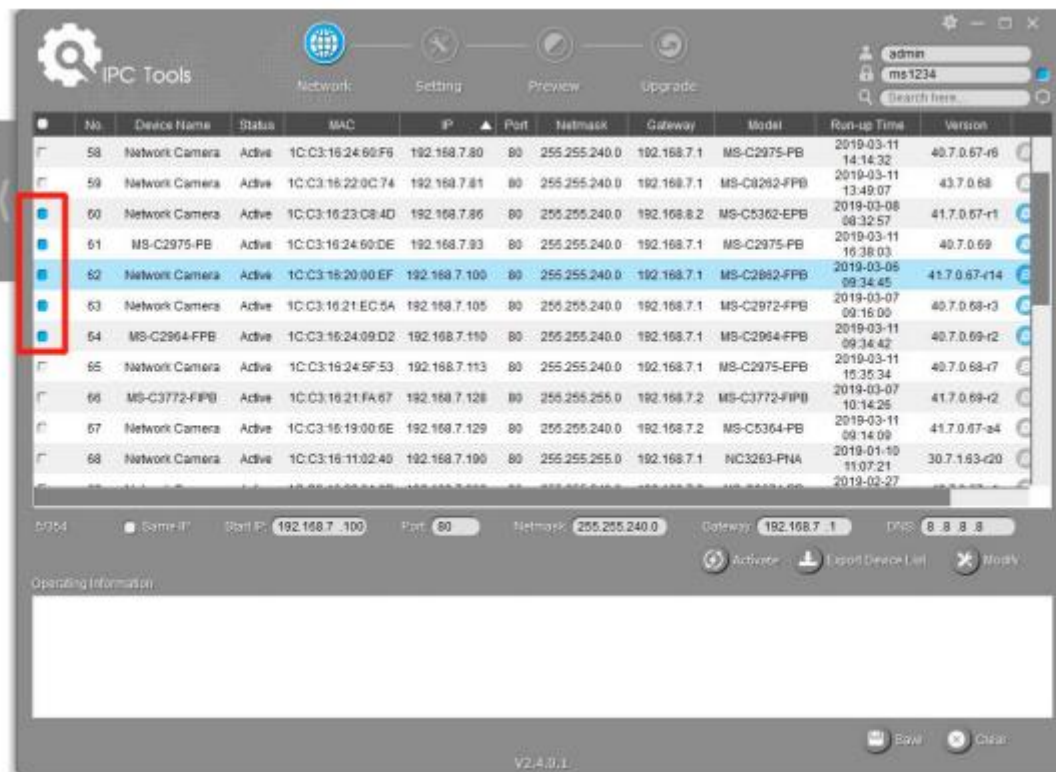 IPC Tools
Network Setting Preview Upgrade
admin
ms1234
Search here...
No. Device Name Status MAC IP Port Netmask Gateway Model Run-up Time Version
58 Network Camera Active 1C:C3:16:24:60:F6 192.168.7.80 80 255.255.240.0 192.168.7.1 MS-C2975-PB 2019-03-11 14:14:32 40.7.0.67-r6
59 Network Camera Active 1C:C3:16:22:0C:74 192.168.7.81 80 255.255.240.0 192.168.7.1 MS-C8262-FPB 2019-03-11 13:49:07 43.7.0.68
60 Network Camera Active 1C:C3:16:23:C8:4D 192.168.7.86 80 255.255.240.0 192.168.8.2 MS-C5362-EPB 2019-03-08 08:32:57 41.7.0.67-r1
61 MS-C2975-PB Active 1C:C3:16:24:60:DE 192.168.7.93 80 255.255.240.0 192.168.7.1 MS-C2975-PB 2019-03-11 16:38:03 40.7.0.69
62 Network Camera Active 1C:C3:16:20:00:EF 192.168.7.100 80 255.255.240.0 192.168.7.1 MS-C2862-FPB 2019-03-06 09:34:45 41.7.0.67-r14
63 Network Camera Active 1C:C3:16:21:EC:5A 192.168.7.105 80 255.255.240.0 192.168.7.1 MS-C2972-FPB 2019-03-07 09:16:00 40.7.0.68-r3
64 MS-C2964-FPB Active 1C:C3:16:24:09:D2 192.168.7.110 80 255.255.240.0 192.168.7.1 MS-C2964-FPB 2019-03-11 09:34:42 40.7.0.69-r2
65 Network Camera Active 1C:C3:16:24:5F:53 192.168.7.113 80 255.255.240.0 192.168.7.1 MS-C2975-EPB 2019-03-11 15:35:34 40.7.0.68-r7
66 MS-C3772-FIPB Active 1C:C3:16:21:FA:67 192.168.7.128 80 255.255.255.0 192.168.7.2 MS-C3772-FIPB 2019-03-07 10:14:26 41.7.0.69-r2
67 Network Camera Active 1C:C3:16:19:00:6E 192.168.7.129 80 255.255.240.0 192.168.7.2 MS-C5364-PB 2019-03-11 09:14:09 41.7.0.67-a4
68 Network Camera Active 1C:C3:16:11:02:40 192.168.7.190 80 255.255.255.0 192.168.7.1 NC3263-PNA 2019-01-10 11:07:21 30.7.1.63-r20
2019-02-27
5/354 Same IP Start IP: 192.168.7 .100 Port: 80 Netmask: 255.255.240.0 Gateway: 192.168.7 .1 DNS: 8 .8 .8 .8
Activate Export Device List Modify
Operating Information
Save Clear
V2.4.0.1